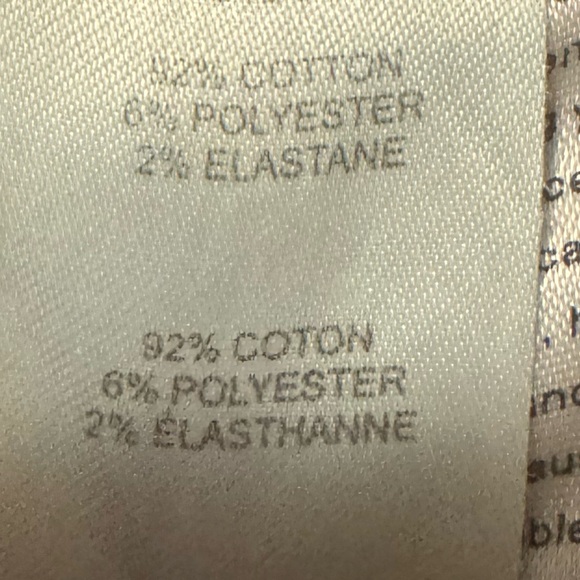 92% COTTON
6% POLYESTER
2% ELASTANE
92% COTON
6% POLYESTER
2% ÉLASTHANNE